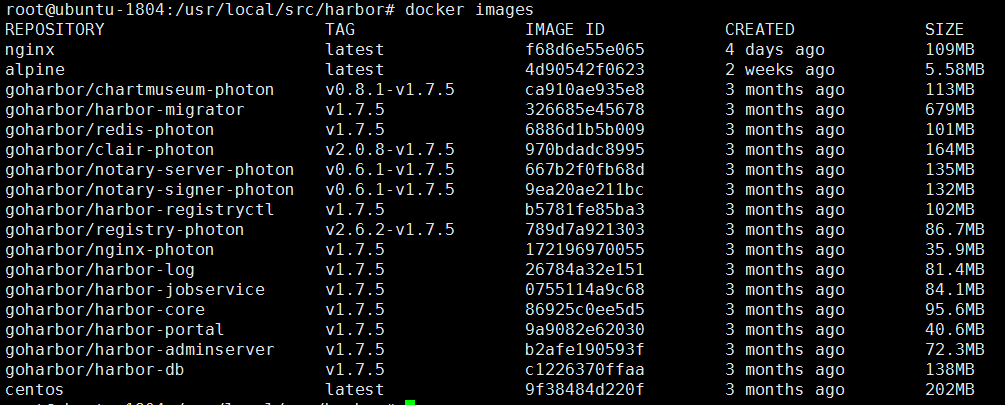 root@ubuntu-1804:/usr/local/src/harbor# docker images
REPOSITORY TAG IMAGE ID CREATED SIZE
nginx latest f68d6e55e065 4 days ago 109MB
alpine latest 4d90542f0623 2 weeks ago 5.58MB
goharbor/chartmuseum-photon v0.8.1-v1.7.5 ca910ae935e8 3 months ago 113MB
goharbor/harbor-migrator v1.7.5 326685e45678 3 months ago 679MB
goharbor/redis-photon v1.7.5 6886d1b5b009 3 months ago 101MB
goharbor/clair-photon v2.0.8-v1.7.5 970bdadc8995 3 months ago 164MB
goharbor/notary-server-photon v0.6.1-v1.7.5 667b2f0fb68d 3 months ago 135MB
goharbor/notary-signer-photon v0.6.1-v1.7.5 9ea20ae211bc 3 months ago 132MB
goharbor/harbor-registryctl v1.7.5 b5781fe85ba3 3 months ago 102MB
goharbor/registry-photon v2.6.2-v1.7.5 789d7a921303 3 months ago 86.7MB
goharbor/nginx-photon v1.7.5 172196970055 3 months ago 35.9MB
goharbor/harbor-log v1.7.5 26784a32e151 3 months ago 81.4MB
goharbor/harbor-jobservice v1.7.5 0755114a9c68 3 months ago 84.1MB
goharbor/harbor-core v1.7.5 86925c0ee5d5 3 months ago 95.6MB
goharbor/harbor-portal v1.7.5 9a9082e62030 3 months ago 40.6MB
goharbor/harbor-adminserver v1.7.5 b2afe190593f 3 months ago 72.3MB
goharbor/harbor-db v1.7.5 c1226370ffaa 3 months ago 138MB
centos latest 9f38484d220f 3 months ago 202MB